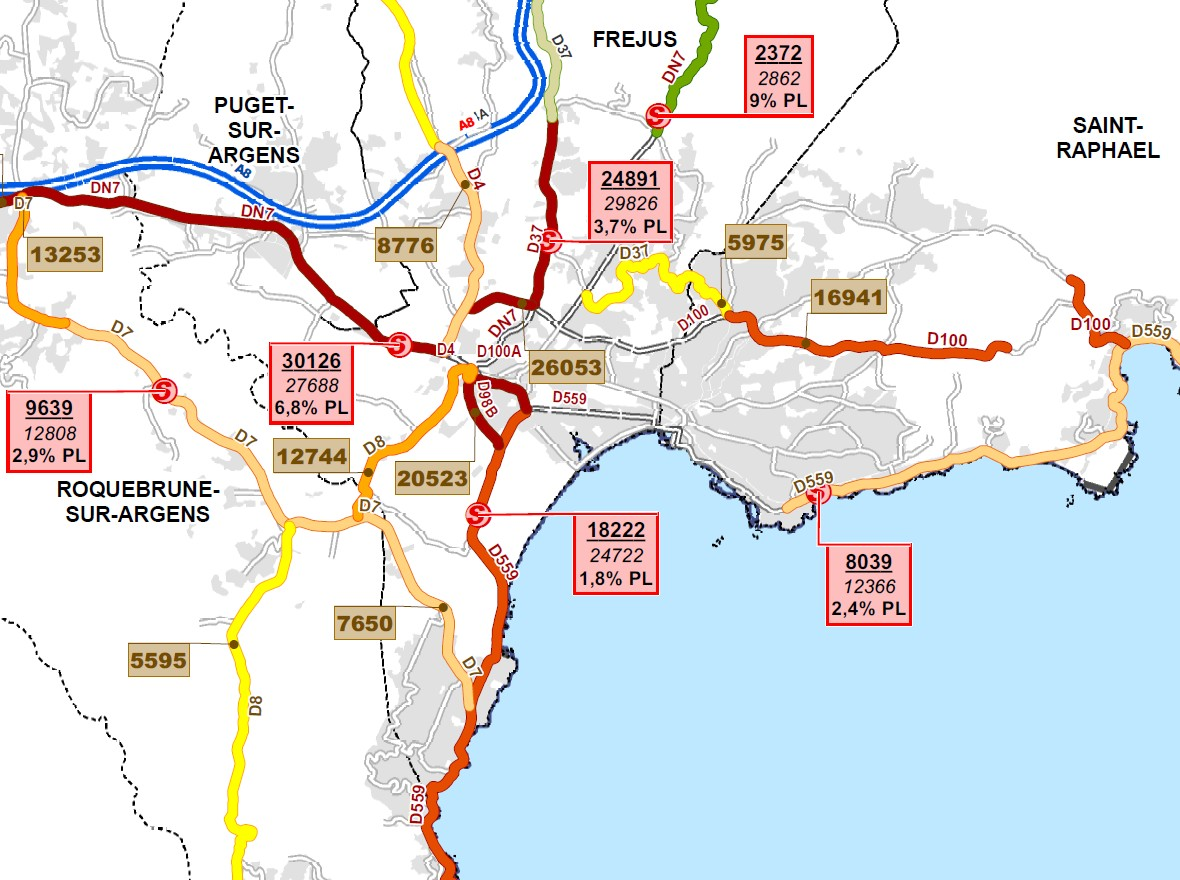 FREJUS
D37
DN7
2372
2862
9% PL
PUGET-
SUR-
ARGENS
A8
SAINT-
RAPHAEL
A8
DN7
D4
24891
29826
3,7% PL
D7
DN7
D37
13253
8776
D37
5975
16941
D7
DN7
D100
D100
D100
D559
D4
D100A
30126
27688
6,8% PL
26053
9639
12808
2,9% PL
D98B
D559
D7
D8
12744
20523
D559
ROQUEBRUNE-
SUR-ARGENS
D7
18222
24722
1,8% PL
D559
8039
12366
2,4% PL
7650
5595
D7
D8
D559